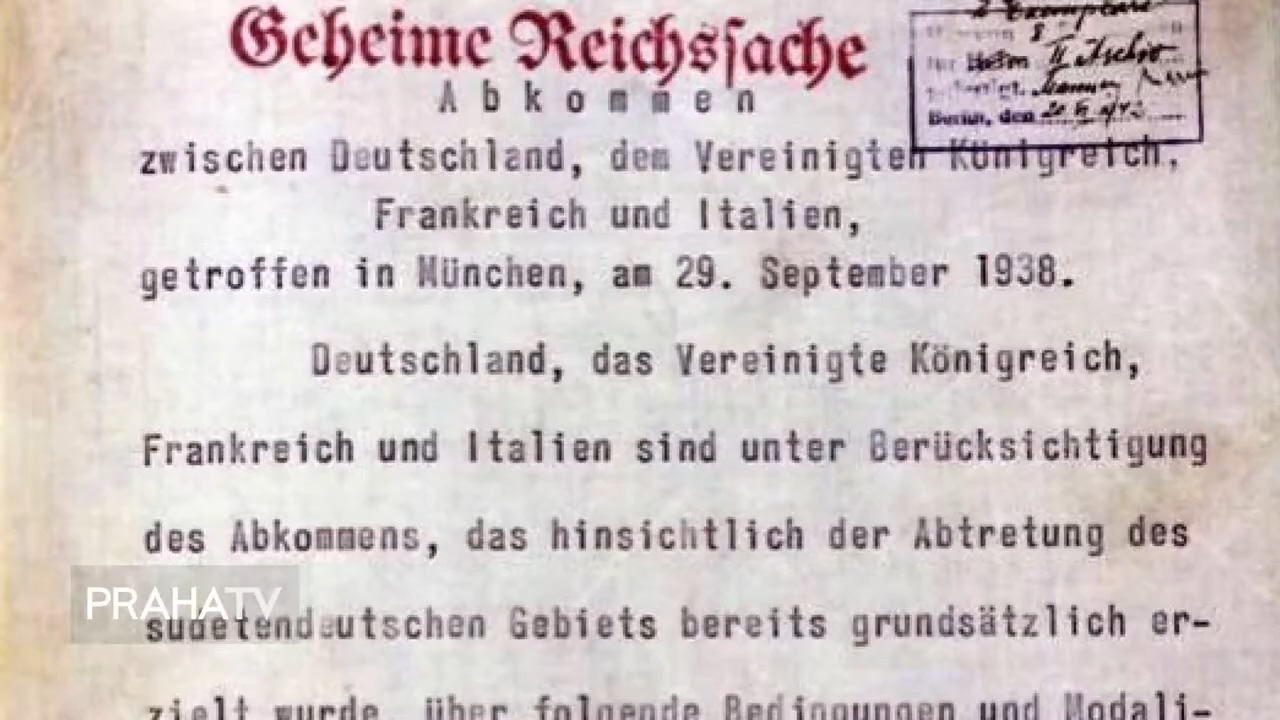 Geheime Reichssache
2 Exemplare
Berlin, den
Abkommen
zwischen Deutschland, dem Vereinigten Königreich,
Frankreich und Italien,
getroffen in München, am 29. September 1938.
Deutschland, das Vereinigte Königreich,
Frankreich und Italien sind unter Berücksichtigung
des Abkommens, das hinsichtlich der Abtretung des
PRAHATV
sudetendeutschen Gebiets bereits grundsätzlich er-
zielt wurde, über folgende Bedingungen und Modali-